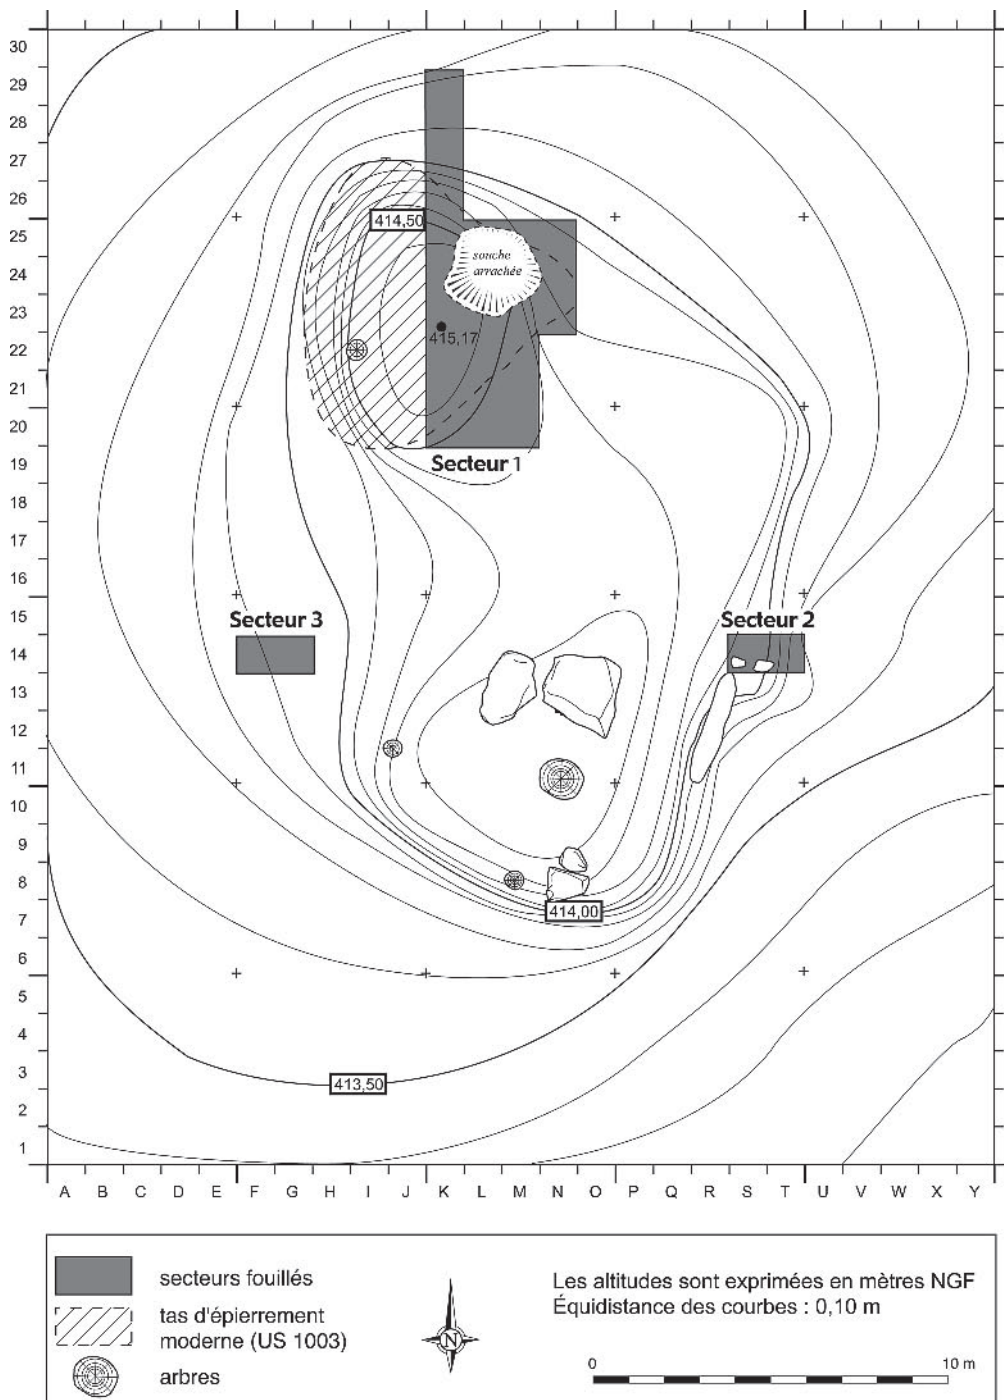 30
29
28
27
26
25
24
23
22
21
20
19
18
17
16
15
14
13
12
11
10
9
8
7
6
5
4
3
2
1
414,50
souche
arrachée
415,17
Secteur 1
Secteur 3
Secteur 2
414,00
413,50
A B C D E F G H I J K L M N O P Q R S T U V W X Y
secteurs fouillés
tas d'épierrement
moderne (US 1003)
arbres
N
Les altitudes sont exprimées en mètres NGF
Équidistance des courbes : 0,10 m
0 10 m